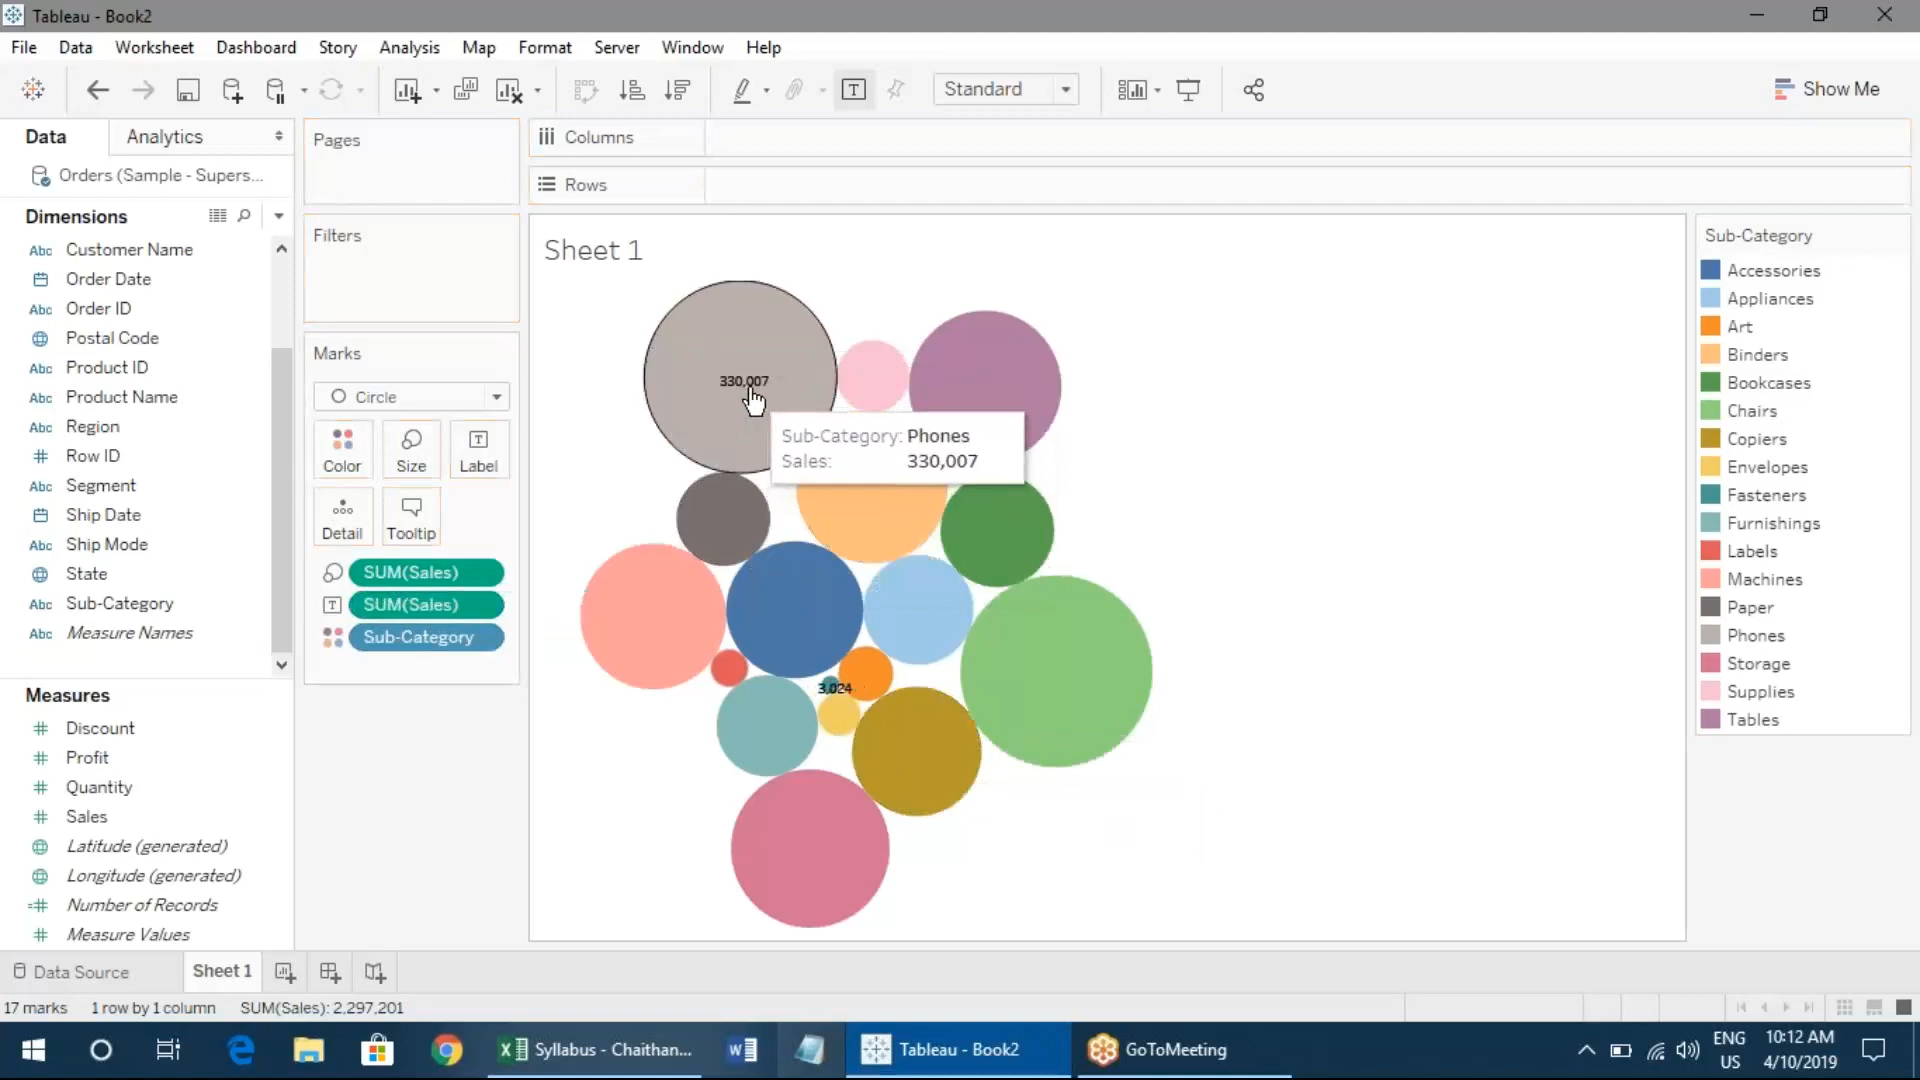 Tableau - Book2
File Data Worksheet Dashboard Story Analysis Map Format Server Window Help
Standard
Show Me
Data
Analytics
Orders (Sample - Supers...
Dimensions
Customer Name
Order Date
Order ID
Postal Code
Product ID
Product Name
Region
Row ID
Segment
Ship Date
Ship Mode
State
Sub-Category
Measure Names
Measures
Discount
Profit
Quantity
Sales
Latitude (generated)
Longitude (generated)
Number of Records
Measure Values
Pages
Filters
Marks
Circle
Color Size Label
Detail Tooltip
SUM(Sales)
SUM(Sales)
Sub-Category
Columns
Rows
Sheet 1
330,007
Sub-Category: Phones
Sales: 330,007
3,024
Sub-Category
Accessories
Appliances
Art
Binders
Bookcases
Chairs
Copiers
Envelopes
Fasteners
Furnishings
Labels
Machines
Paper
Phones
Storage
Supplies
Tables
Data Source
Sheet 1
17 marks 1 row by 1 column SUM(Sales): 2,297,201
Syllabus - Chaithan...
Tableau - Book2
GoToMeeting
ENG
US
10:12 AM
4/10/2019